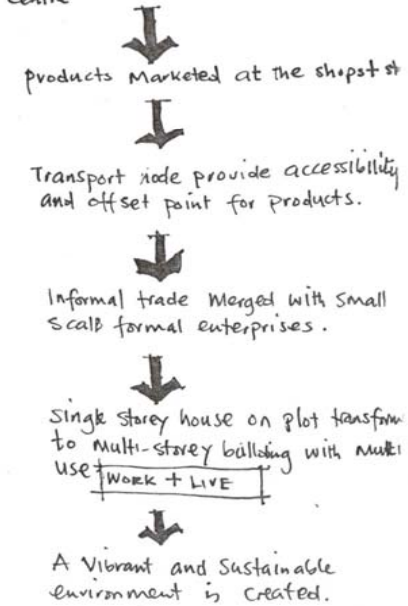 products Marketed at the shops + st
Transport node provide accessibility
and offset point for products.
Informal trade Merged with Small
Scale formal enterprises.
Single storey house on plot transform
to Multi-storey building with Multi
use
WORK + LIVE
A Vibrant and Sustainable
environment is created.